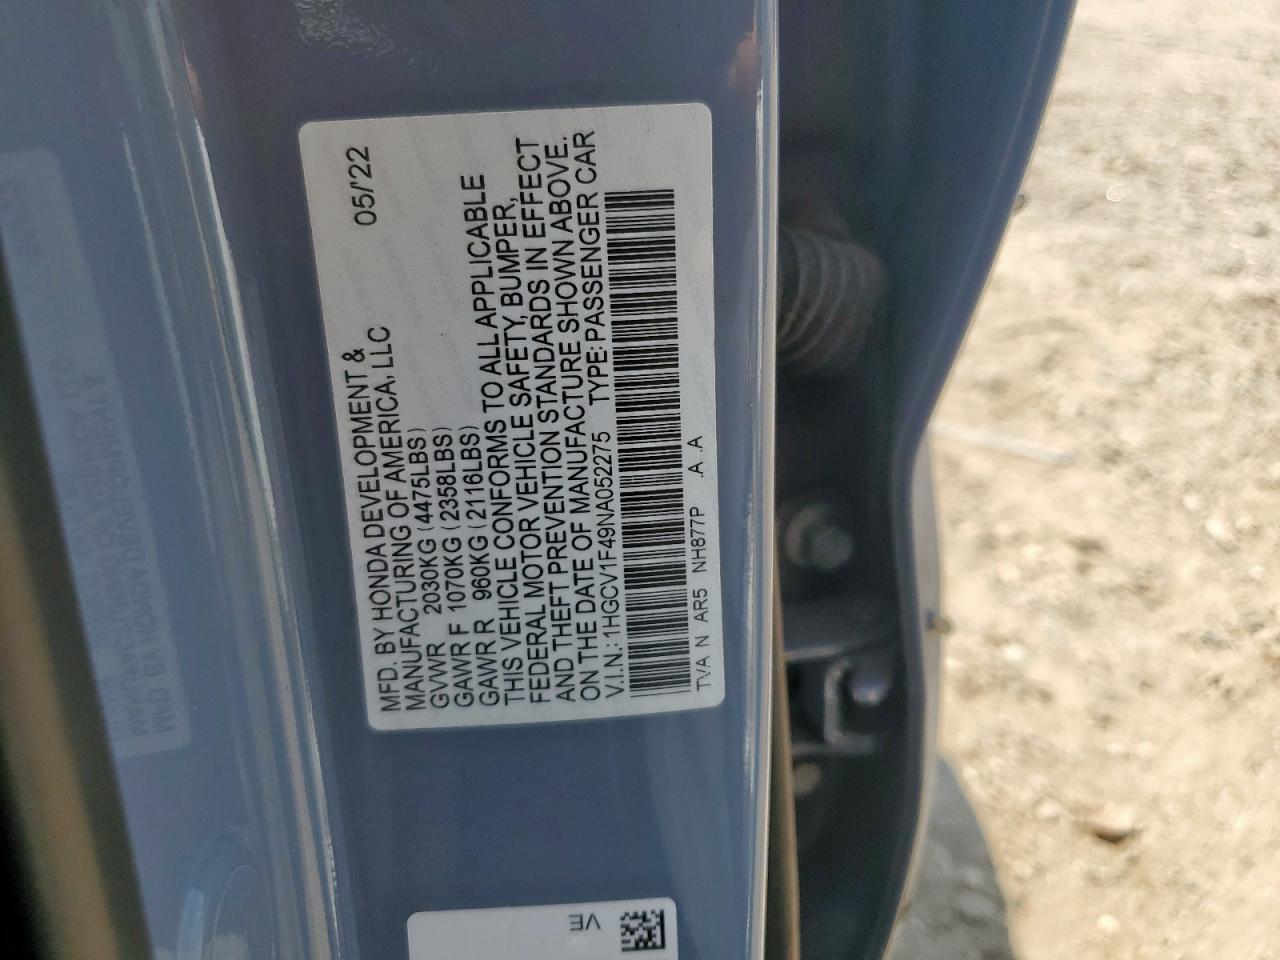 MFD. BY HONDA DEVELOPMENT &
MANUFACTURING OF AMERICA, LLC 05/'22
GVWR 2030KG (4475LBS)
GAWR F 1070KG (2358LBS)
GAWR R 960KG (2116LBS)
THIS VEHICLE CONFORMS TO ALL APPLICABLE
FEDERAL MOTOR VEHICLE SAFETY, BUMPER,
AND THEFT PREVENTION STANDARDS IN EFFECT
ON THE DATE OF MANUFACTURE SHOWN ABOVE.
V.I.N.: 1HGCV1F49NA052275 TYPE: PASSENGER CAR
TVA N AR5 NH877P .A .A
VE